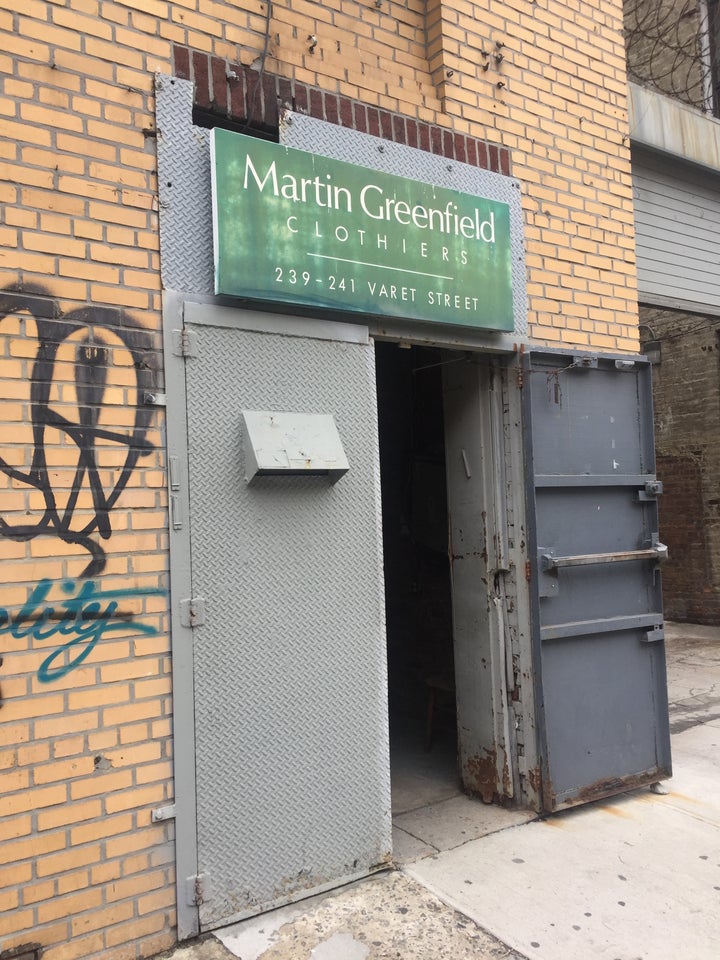 Martin Greenfield
CLOTHIERS
239-241 VARET STREET